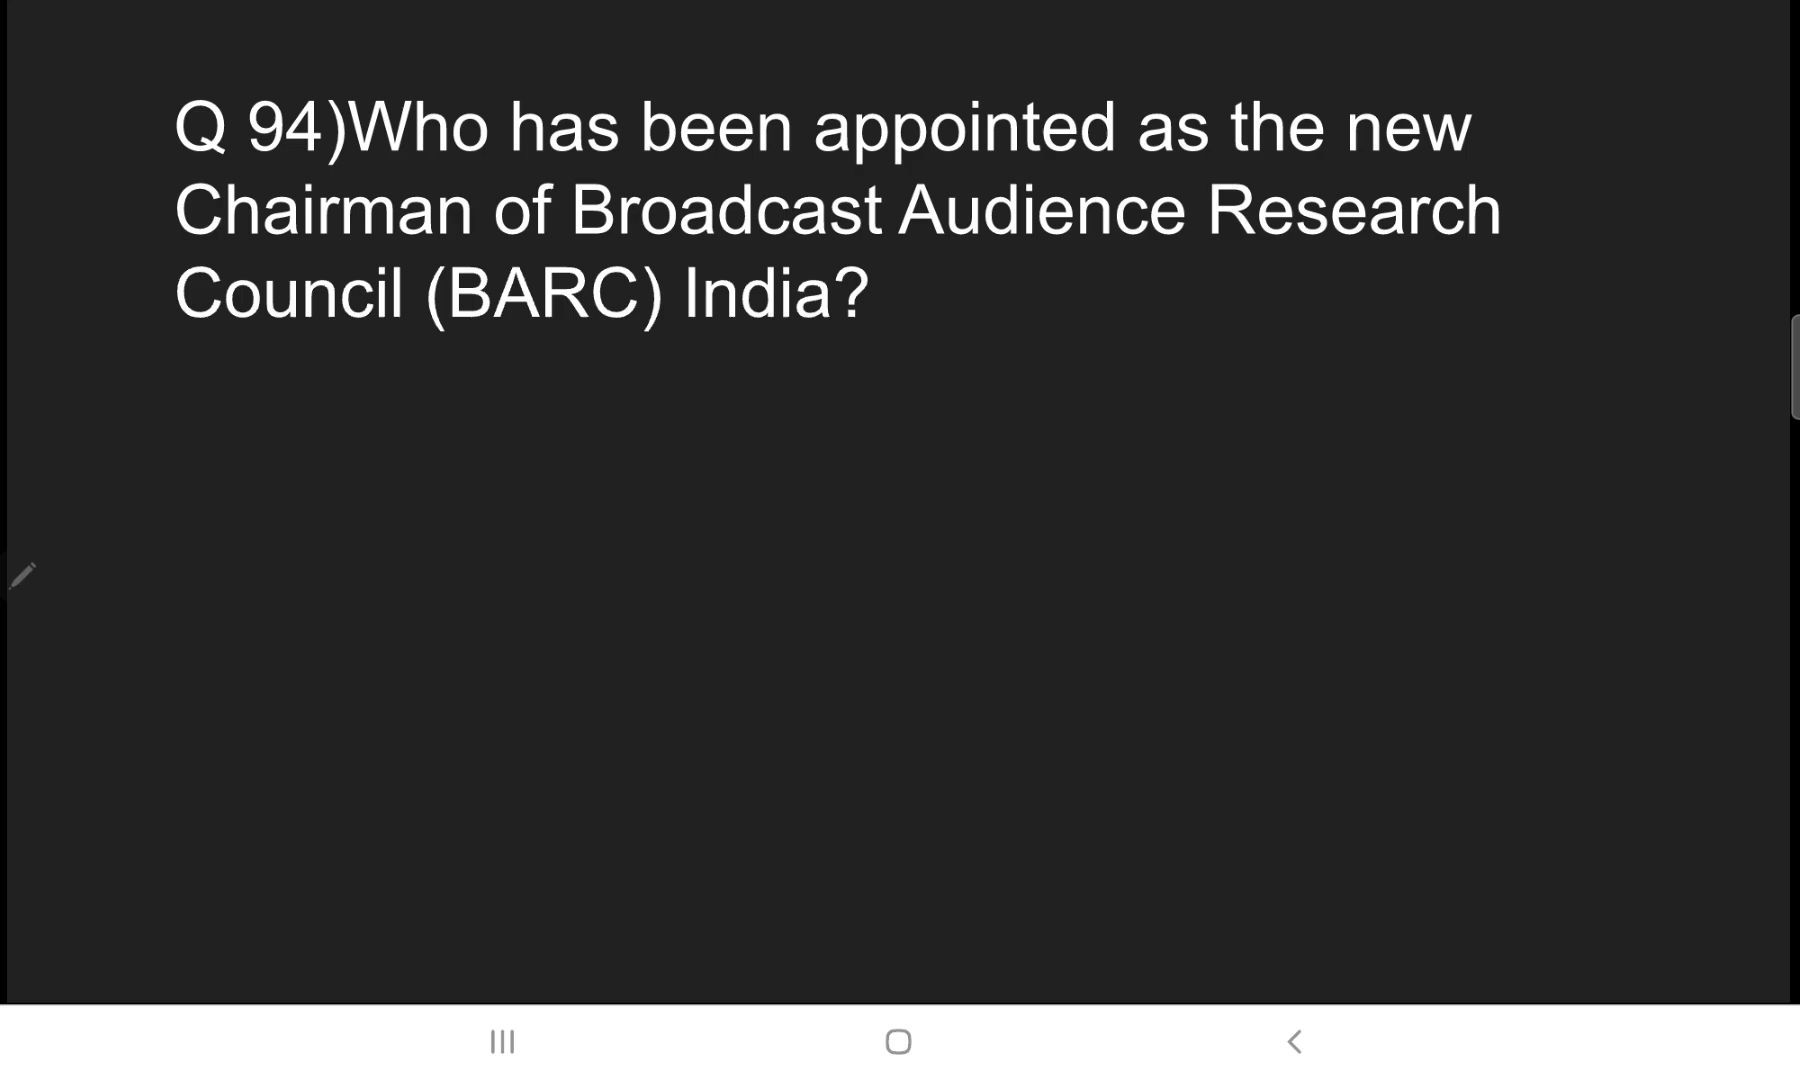 Q 94)Who has been appointed as the new
Chairman of Broadcast Audience Research
Council (BARC) India?